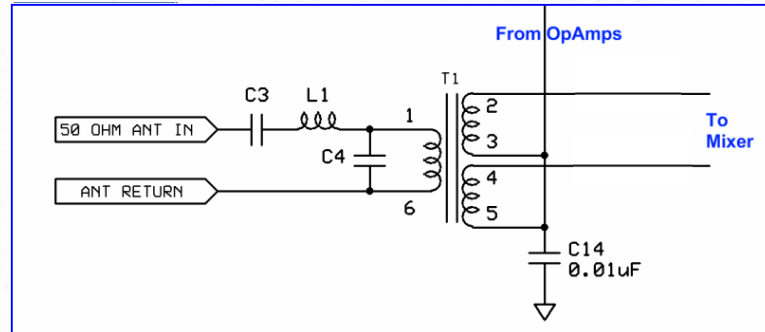 From OpAmps
T1
C3
L1
1
2
50 OHM ANT IN
To
Mixer
3
C4
4
ANT RETURN
6
5
C14
0.01uF